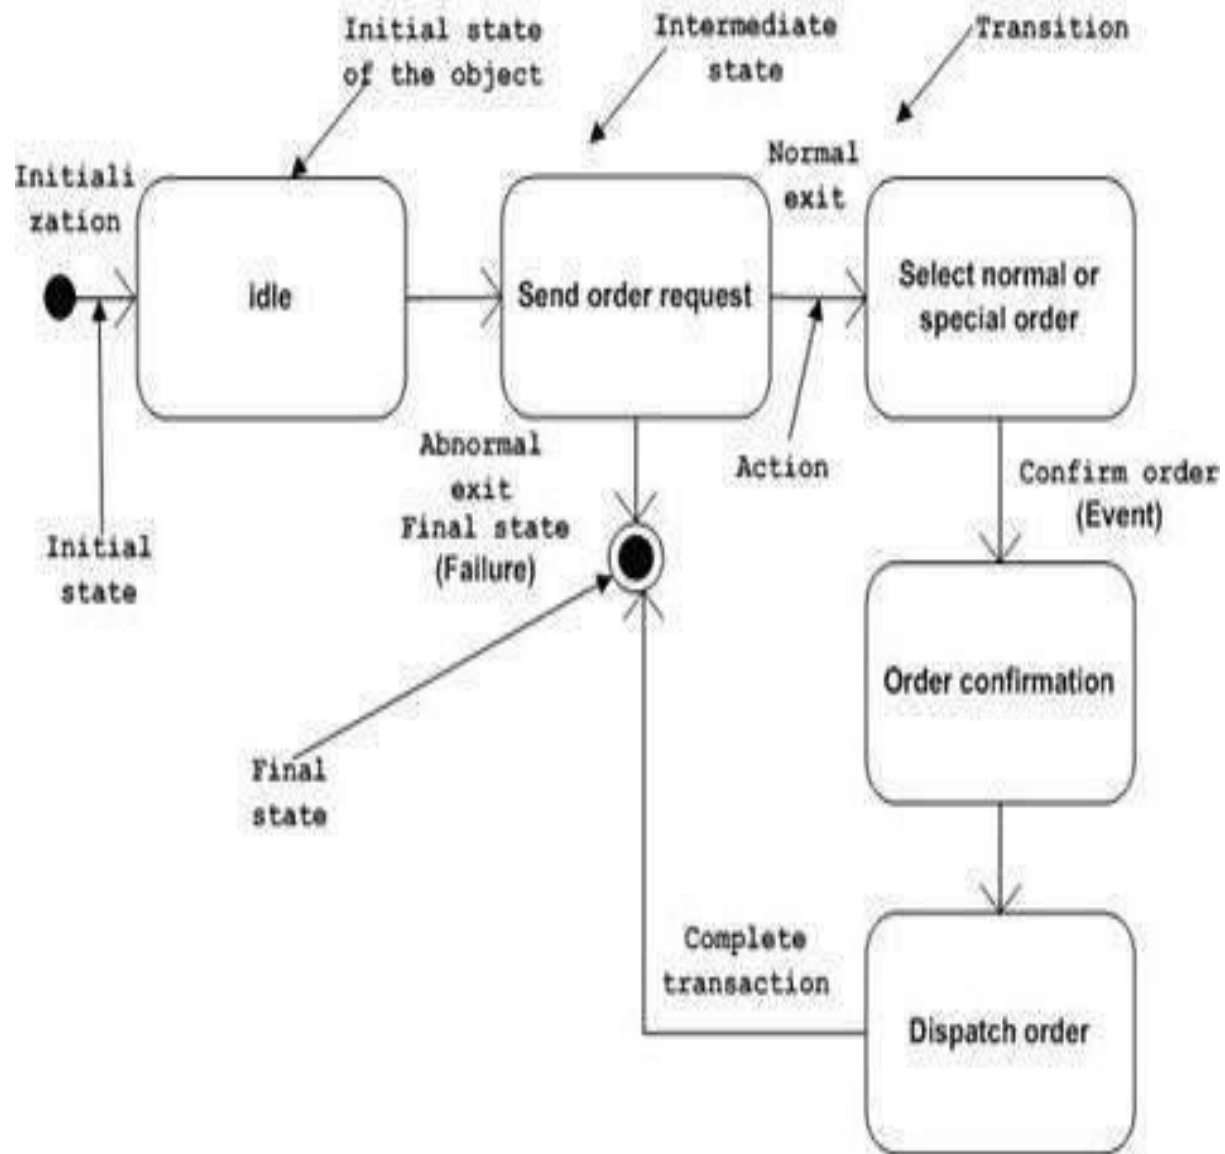 Initial state
of the object
Intermediate
state
Transition
Normal
exit
Initiali
zation
idle
Send order request
Select normal or
special order
Abnormal
exit
Final state
(Failure)
Action
Confirm order
(Event)
Initial
state
Order confirmation
Final
state
Complete
transaction
Dispatch order